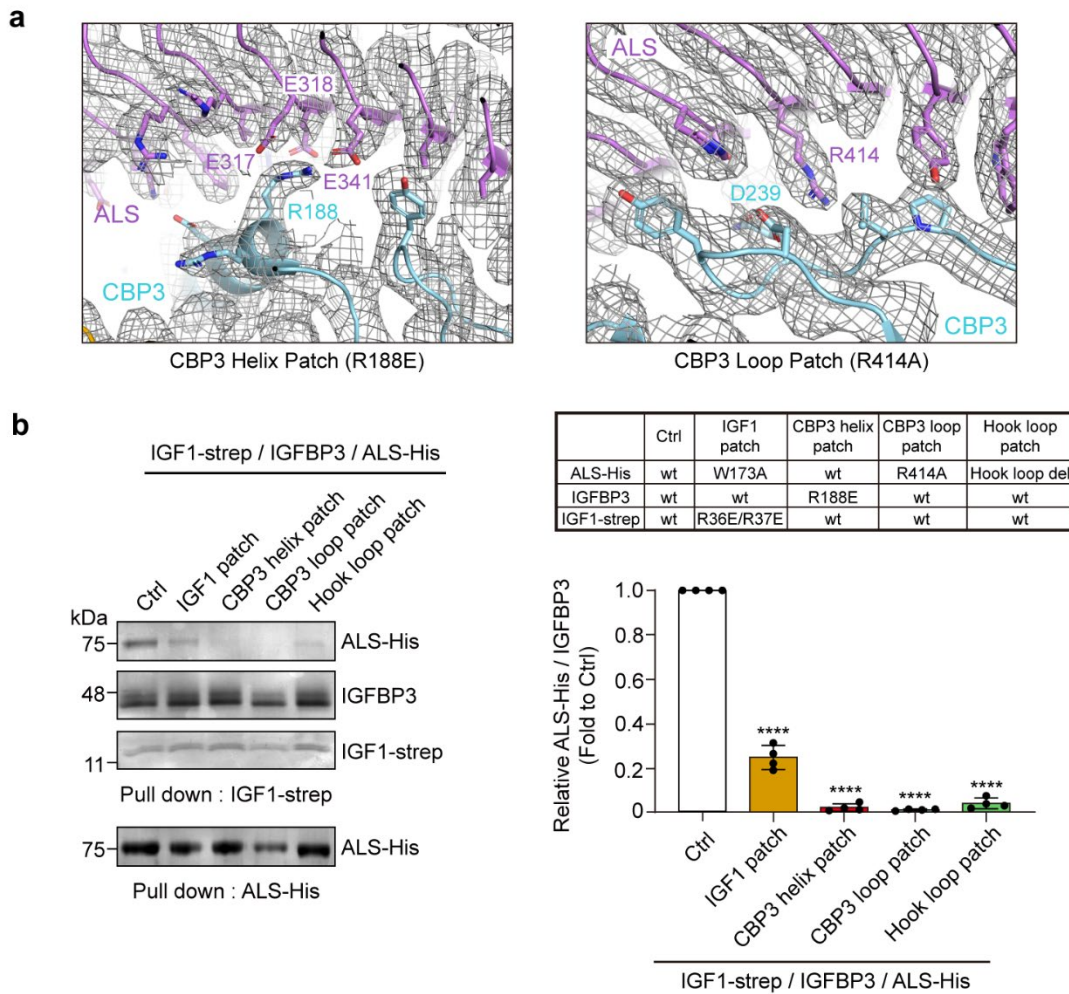 a
ALS
E317
E318
E341
R188
CBP3
CBP3 Helix Patch (R188E)
ALS
R414
D239
CBP3
CBP3 Loop Patch (R414A)
b
IGF1-strep / IGFBP3 / ALS-His
Ctrl
IGF1 patch
CBP3 helix patch
CBP3 loop patch
Hook loop patch
kDa
75
ALS-His
48
IGFBP3
11
IGF1-strep
Pull down : IGF1-strep
75
ALS-His
Pull down : ALS-His
Ctrl IGF1 patch CBP3 helix patch CBP3 loop patch Hook loop patch
ALS-His wt W173A wt R414A Hook loop del
IGFBP3 wt wt R188E wt wt
IGF1-strep wt R36E/R37E wt wt wt
Relative ALS-His / IGFBP3
(Fold to Ctrl)
1.0
0.8
0.6
0.4
0.2
0
****
****
****
****
Ctrl
IGF1 patch
CBP3 helix patch
CBP3 loop patch
Hook loop patch
IGF1-strep / IGFBP3 / ALS-His